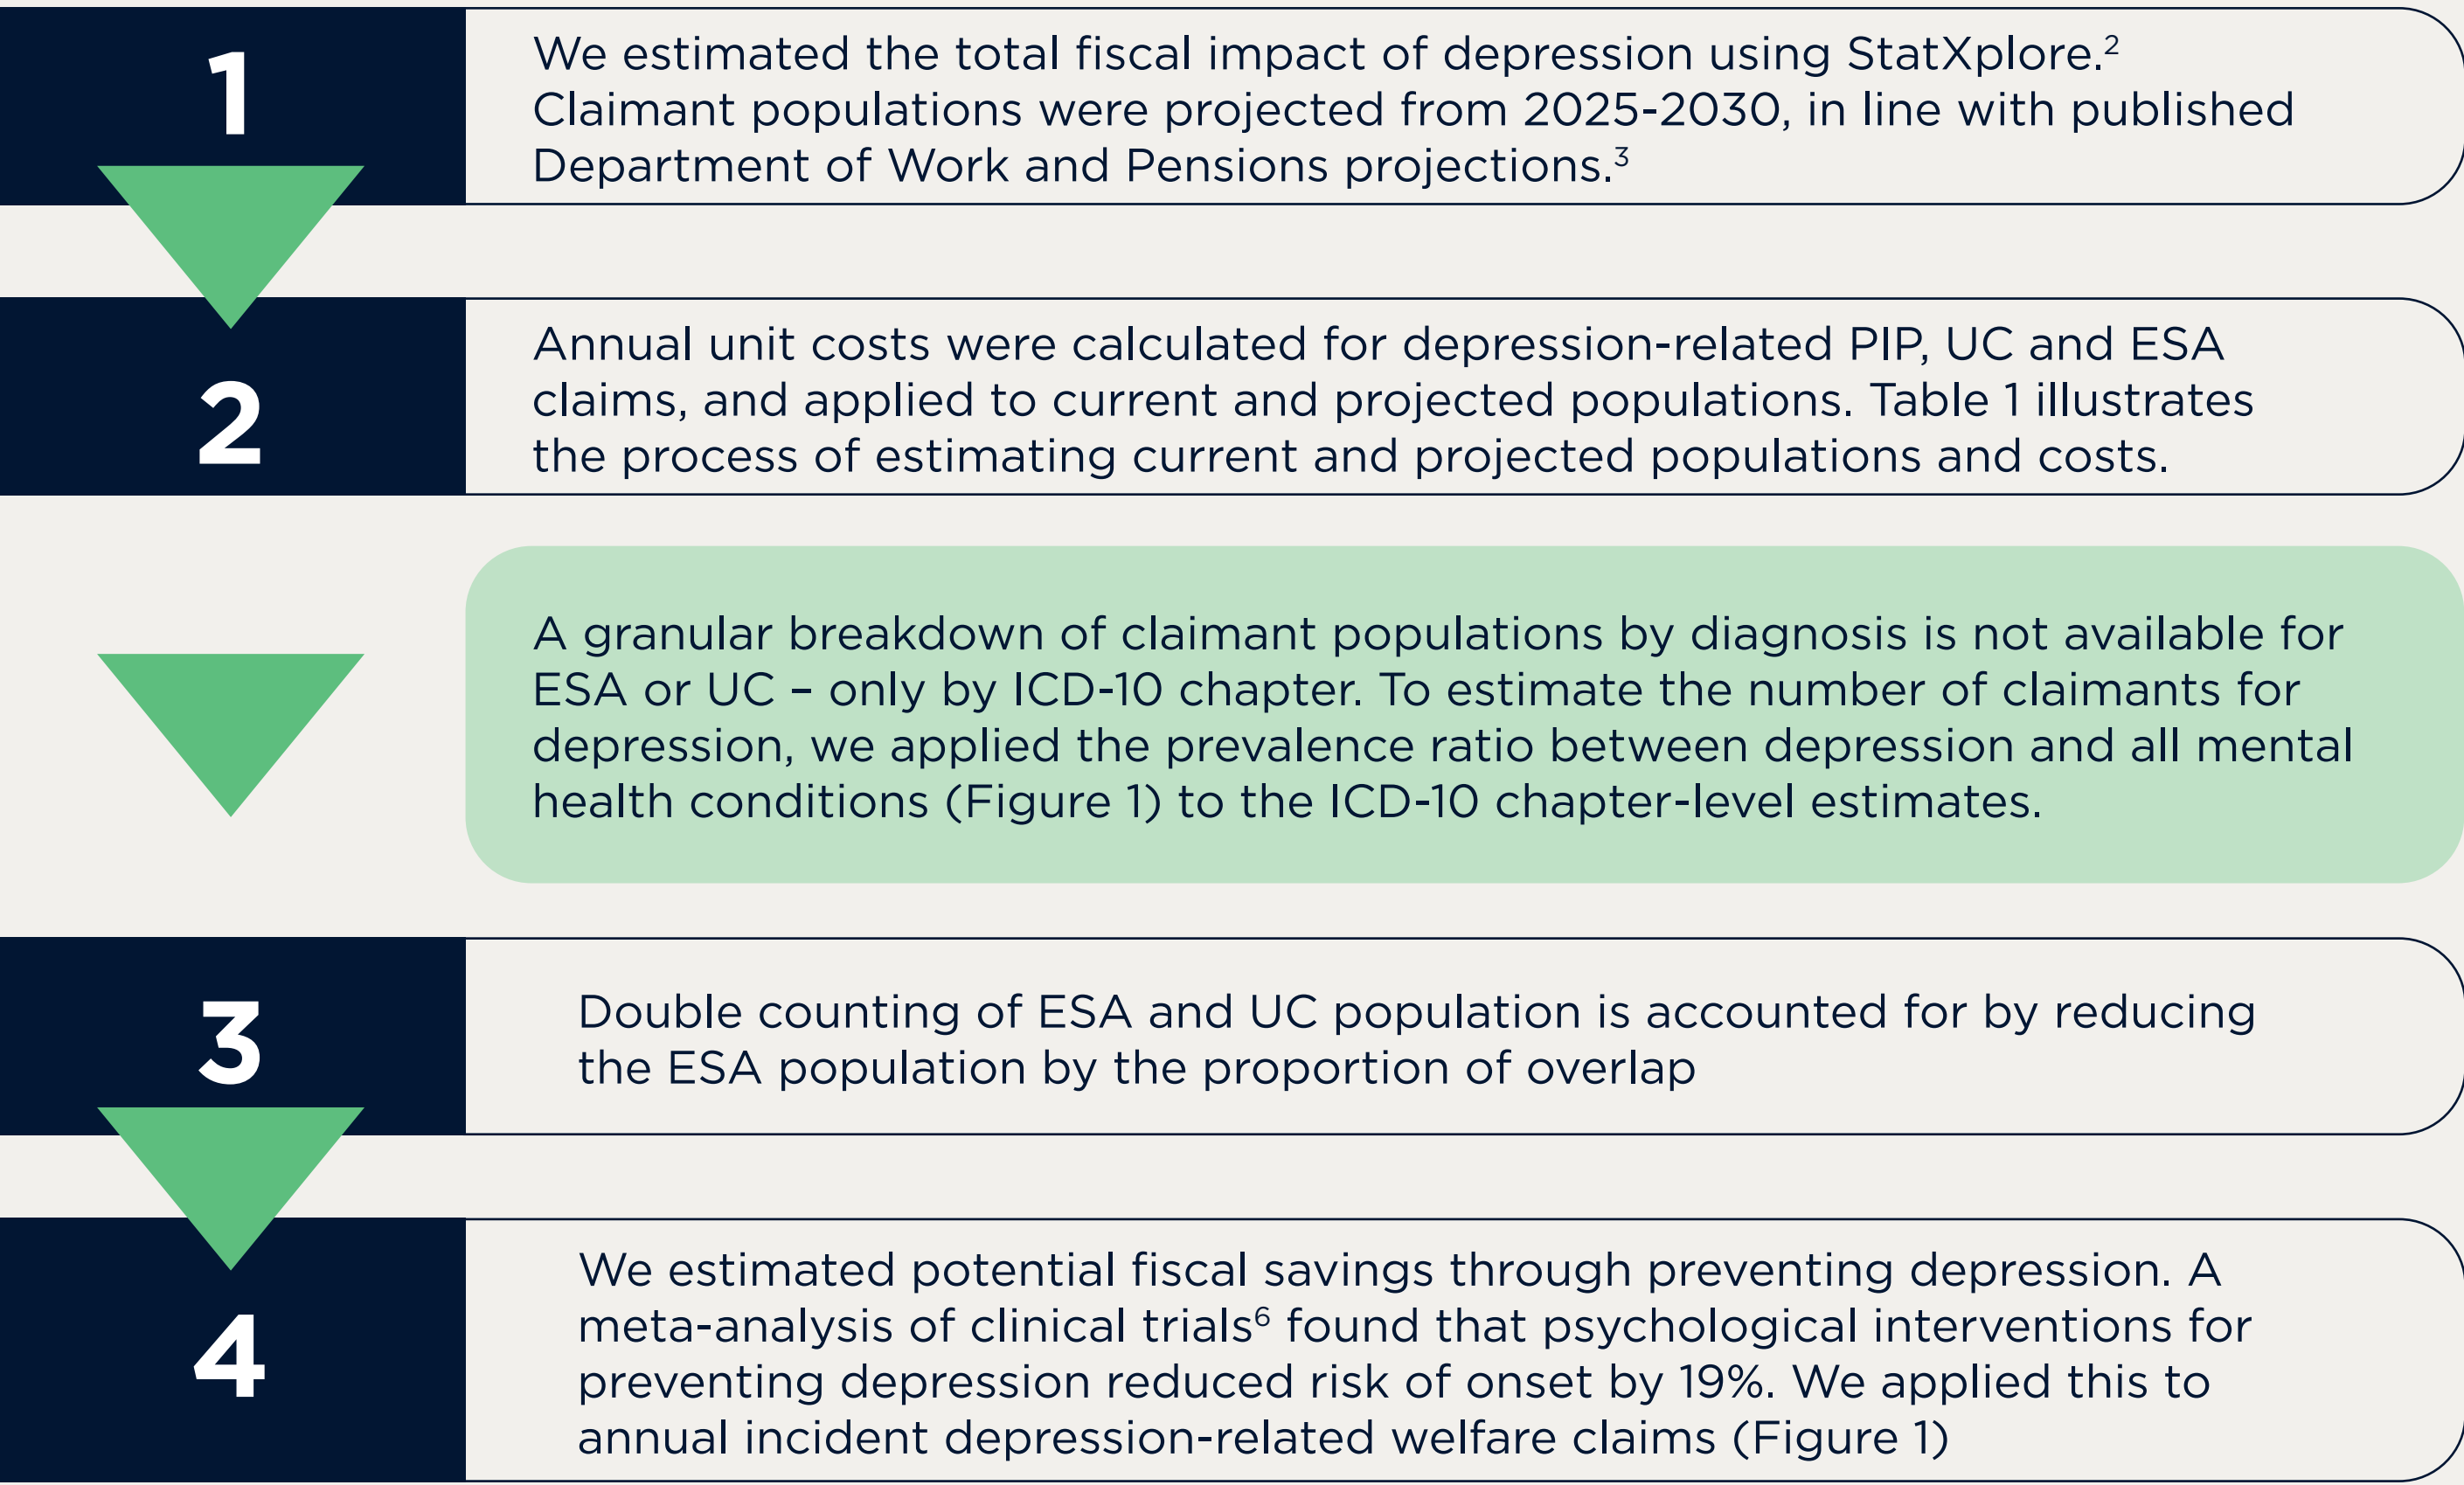 1
We estimated the total fiscal impact of depression using StatXplore.²
Claimant populations were projected from 2025-2030, in line with published
Department of Work and Pensions projections.³
2
Annual unit costs were calculated for depression-related PIP, UC and ESA
claims, and applied to current and projected populations. Table 1 illustrates
the process of estimating current and projected populations and costs.
A granular breakdown of claimant populations by diagnosis is not available for
ESA or UC – only by ICD-10 chapter. To estimate the number of claimants for
depression, we applied the prevalence ratio between depression and all mental
health conditions (Figure 1) to the ICD-10 chapter-level estimates.
3
Double counting of ESA and UC population is accounted for by reducing
the ESA population by the proportion of overlap
4
We estimated potential fiscal savings through preventing depression. A
meta-analysis of clinical trials⁶ found that psychological interventions for
preventing depression reduced risk of onset by 19%. We applied this to
annual incident depression-related welfare claims (Figure 1)